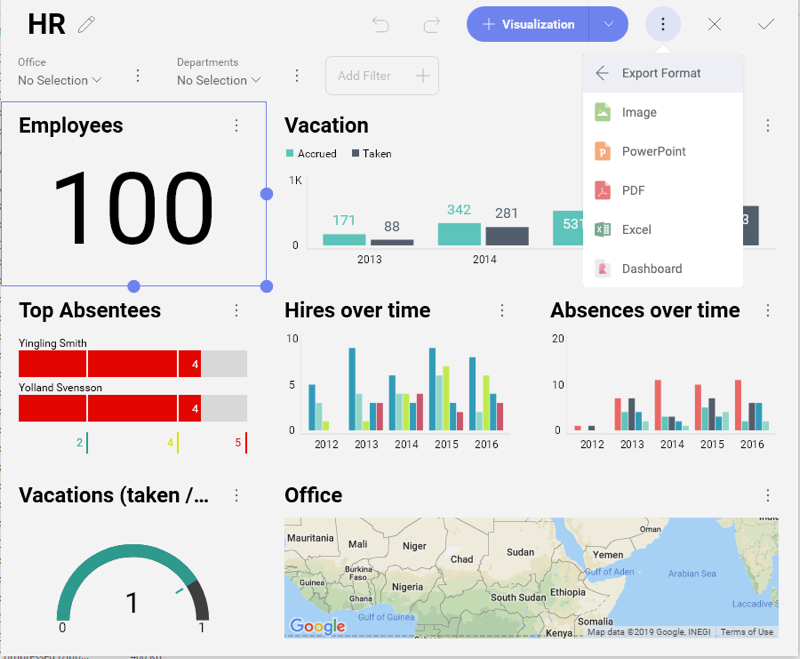 HR
Visualization
Office
No Selection
Departments
No Selection
Add Filter
Export Format
Image
PowerPoint
PDF
Excel
Dashboard
Employees
100
Vacation
Accrued Taken
1K
0
171
88
342
281
531
3
2013
2014
Top Absentees
Yingling Smith
4
Yolland Svensson
4
2
4
5
Hires over time
10
5
0
2012 2013 2014 2015 2016
Absences over time
20
10
0
2012 2013 2014 2015 2016
Vacations (taken /...
1
0
1
Office
Mauritania
Mali
Niger
Chad
Sudan
Oman
Yemen
Burkina
Faso
Guinea
Ghana
Nigeria
Gulf of Aden
Arabian Sea
Ethiopia
South Sudan
Laccadive S
Gulf of Guinea
Somalia
Kenya
Google
Map data ©2019 Google, INEGI
Terms of Use